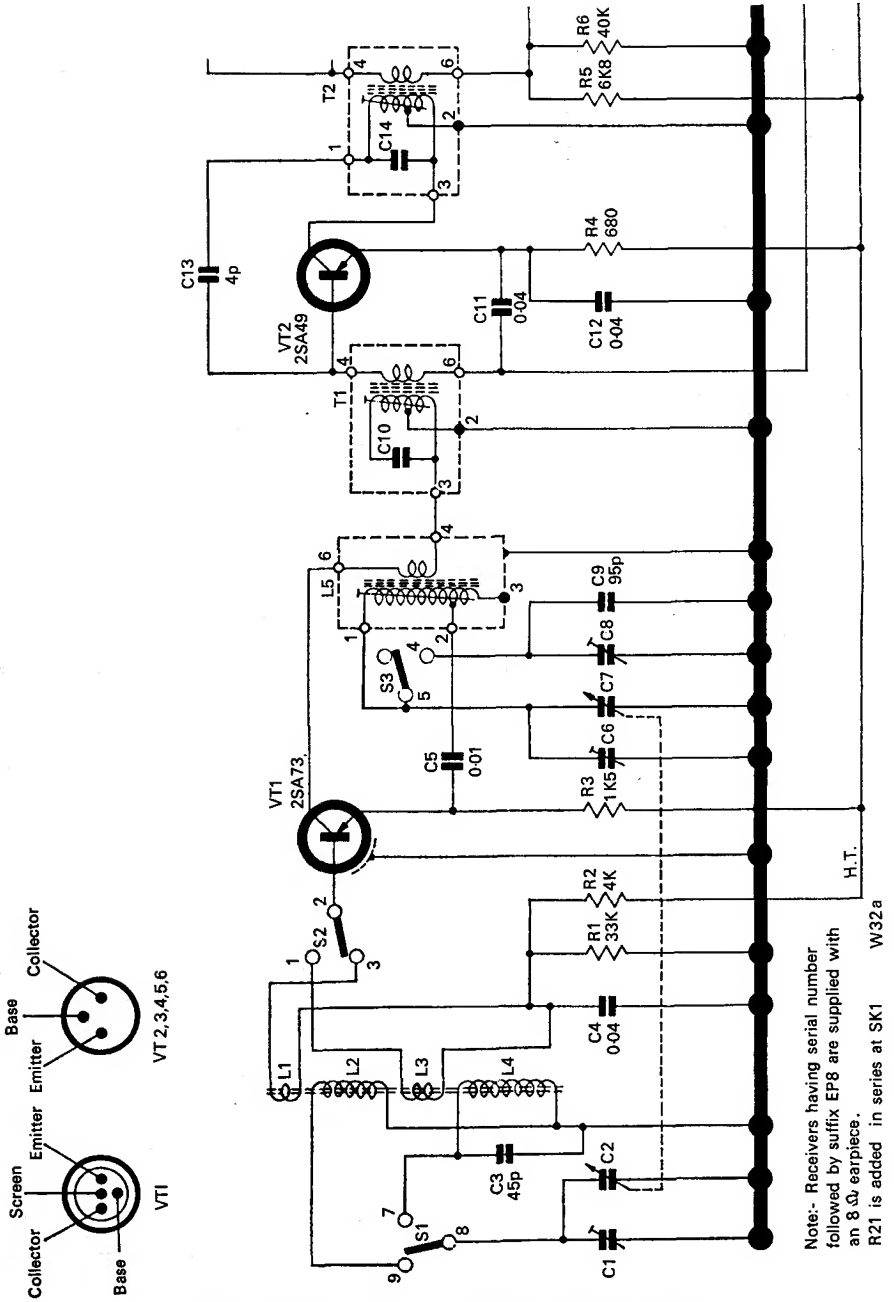 Screen
Collector
Emitter
Base
VT1
Base
Emitter
Collector
VT 2,3,4,5,6
VT1
2SA73,
VT2
2SA49
C13
4p
T1
4
C10
6
2
3
T2
4
1
C14
6
2
3
L5
6
4
1
2
3
S3
4
5
C5
0·01
S2
1
2
3
L1
L2
L3
L4
S1
7
8
9
C3
45p
C1
C2
C4
0·04
R1
33K
R2
4K
R3
1K5
C6
C7
C8
C9
95p
C11
0·04
C12
0·04
R4
680
R5
6K8
R6
40K
H.T.
Note:- Receivers having serial number
followed by suffix EP8 are supplied with
an 8 Ω earpiece.
R21 is added in series at SK1
W32a